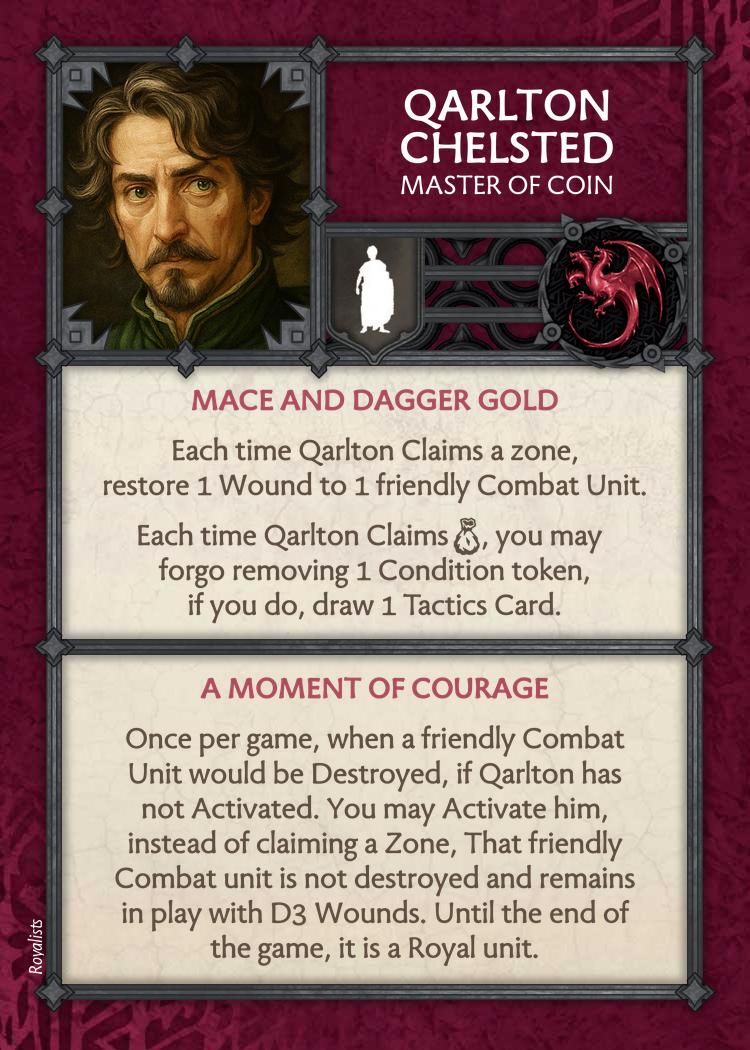 QARLTON
CHELSTED
MASTER OF COIN
MACE AND DAGGER GOLD
Each time Qarlton Claims a zone,
restore 1 Wound to 1 friendly Combat Unit.
Each time Qarlton Claims , you may
forgo removing 1 Condition token,
if you do, draw 1 Tactics Card.
A MOMENT OF COURAGE
Once per game, when a friendly Combat
Unit would be Destroyed, if Qarlton has
not Activated. You may Activate him,
instead of claiming a Zone, That friendly
Combat unit is not destroyed and remains
in play with D3 Wounds. Until the end of
the game, it is a Royal unit.
Royalists